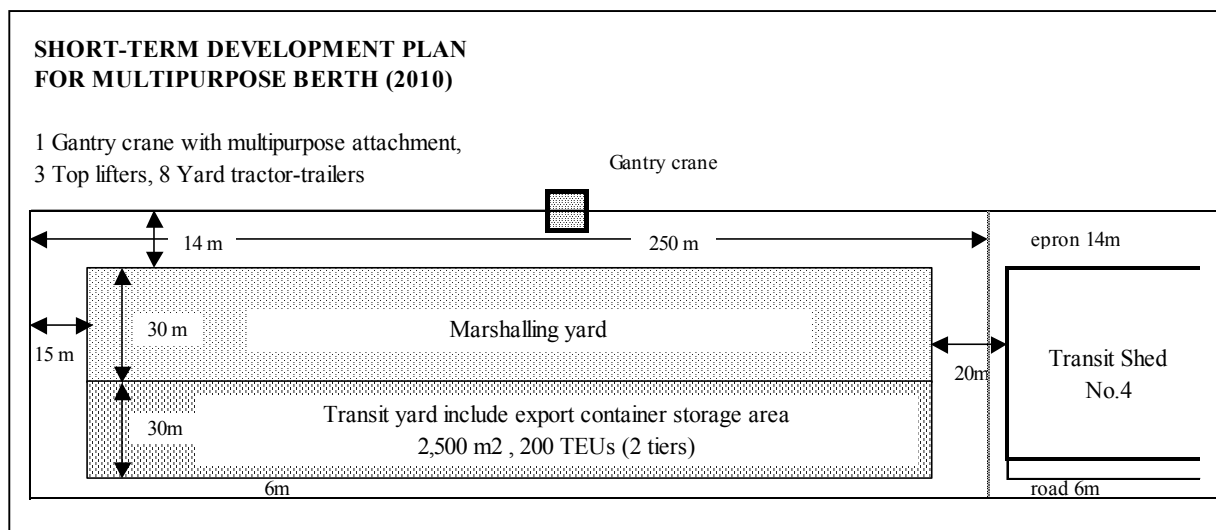 SHORT-TERM DEVELOPMENT PLAN
FOR MULTIPURPOSE BERTH (2010)
1 Gantry crane with multipurpose attachment,
3 Top lifters, 8 Yard tractor-trailers
Gantry crane
14 m
250 m
epron 14m
30 m
Marshalling yard
15 m
20m
Transit Shed
No.4
30m
Transit yard include export container storage area
2,500 m2 , 200 TEUs (2 tiers)
6m
road 6m